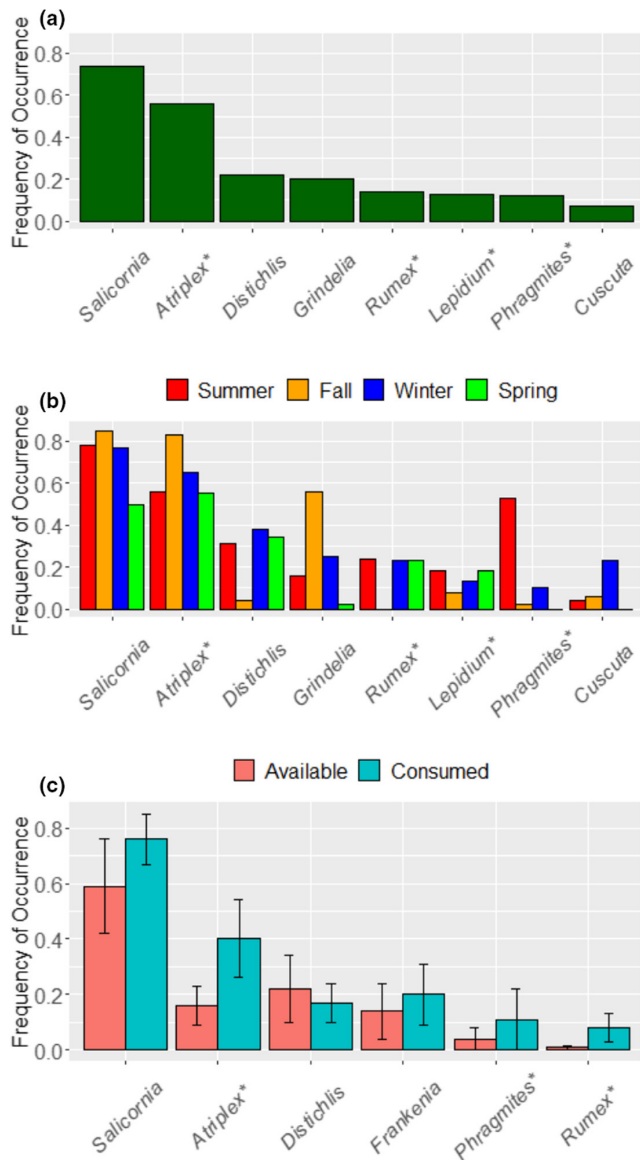 (a)
Frequency of Occurrence
0.8
0.6
0.4
0.2
0.0
Salicornia
Atriplex*
Distichlis
Grindelia
Rumex*
Lepidium*
Phragmites*
Cuscuta
Summer Fall Winter Spring
(b)
Frequency of Occurrence
0.8
0.6
0.4
0.2
0.0
Salicornia
Atriplex*
Distichlis
Grindelia
Rumex*
Lepidium*
Phragmites*
Cuscuta
Available Consumed
(c)
Frequency of Occurrence
0.8
0.6
0.4
0.2
0.0
Salicornia
Atriplex*
Distichlis
Frankenia
Phragmites*
Rumex*